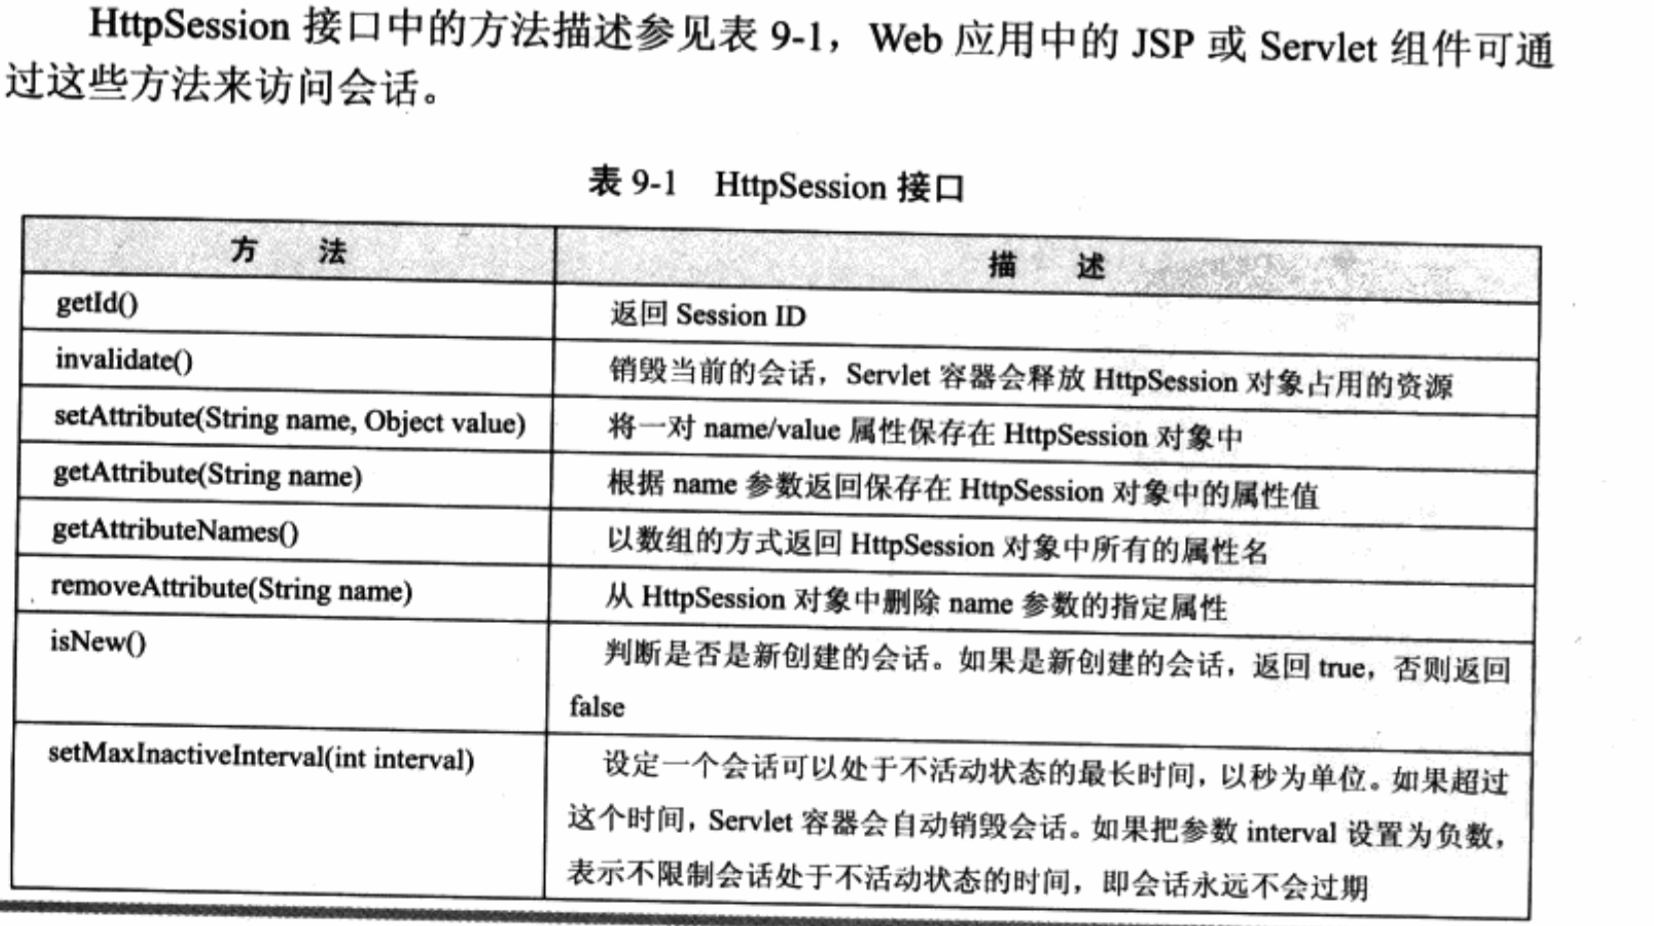 HttpSession 接口中的方法描述参见表 9-1，Web 应用中的 JSP 或 Servlet 组件可通
过这些方法来访问会话。
表 9-1 HttpSession 接口
方 法 描 述
getId() 返回 Session ID
invalidate() 销毁当前的会话，Servlet 容器会释放 HttpSession 对象占用的资源
setAttribute(String name, Object value) 将一对 name/value 属性保存在 HttpSession 对象中
getAttribute(String name) 根据 name 参数返回保存在 HttpSession 对象中的属性值
getAttributeNames() 以数组的方式返回 HttpSession 对象中所有的属性名
removeAttribute(String name) 从 HttpSession 对象中删除 name 参数的指定属性
isNew() 判断是否是新创建的会话。如果是新创建的会话，返回 true，否则返回
false
setMaxInactiveInterval(int interval) 设定一个会话可以处于不活动状态的最长时间，以秒为单位。如果超过
这个时间，Servlet 容器会自动销毁会话。如果把参数 interval 设置为负数，
表示不限制会话处于不活动状态的时间，即会话永远不会过期